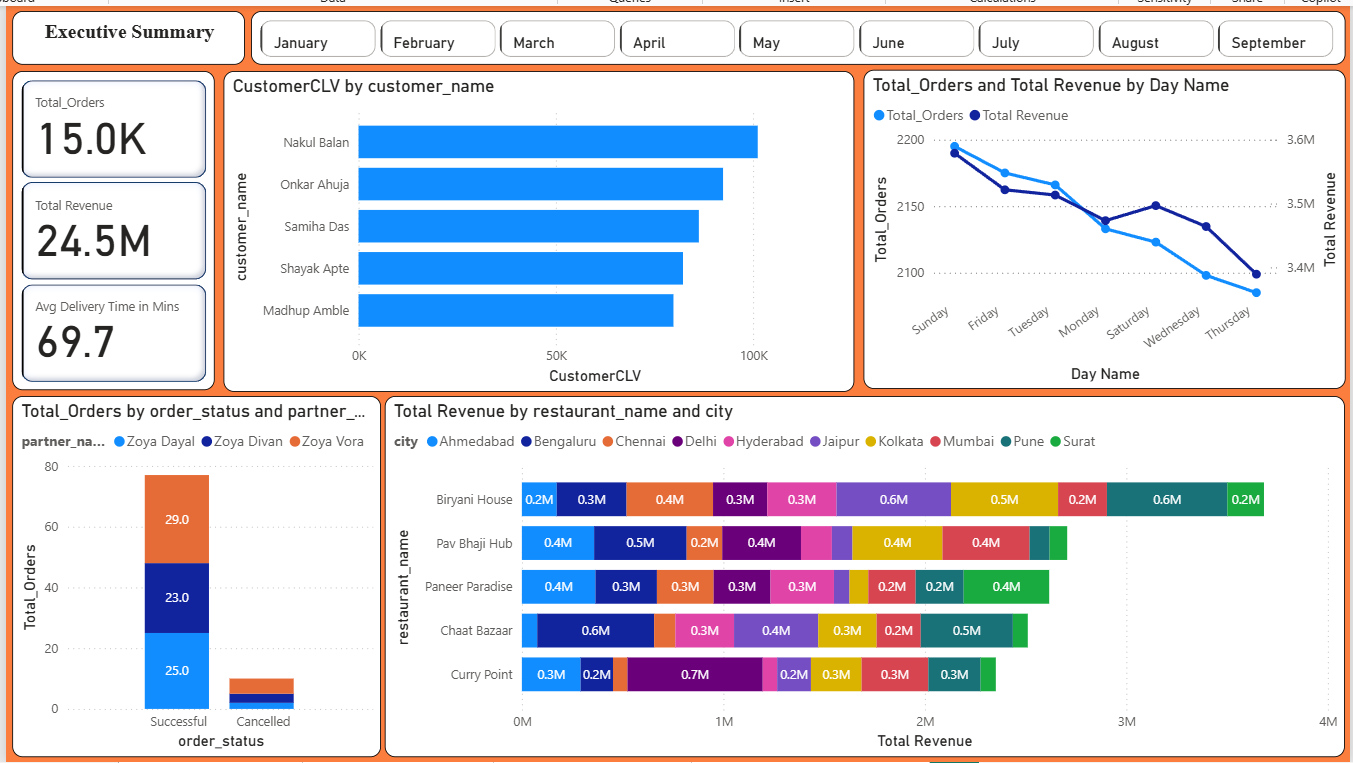 Data
Queries
Insert
Calculations
Sensitivity
Share
Copilot
Executive Summary
January
February
March
April
May
June
July
August
September
Total_Orders
15.0K
Total Revenue
24.5M
Avg Delivery Time in Mins
69.7
CustomerCLV by customer_name
customer_name
Nakul Balan
Onkar Ahuja
Samiha Das
Shayak Apte
Madhup Amble
0K
50K
100K
CustomerCLV
Total_Orders and Total Revenue by Day Name
Total_Orders
Total Revenue
Total_Orders
2200
2150
2100
3.6M
3.5M
3.4M
Total Revenue
Sunday
Friday
Tuesday
Monday
Saturday
Wednesday
Thursday
Day Name
Total_Orders by order_status and partner_...
partner_na...
Zoya Dayal
Zoya Divan
Zoya Vora
Total_Orders
80
60
40
20
0
29.0
23.0
25.0
Successful
Cancelled
order_status
Total Revenue by restaurant_name and city
city
Ahmedabad
Bengaluru
Chennai
Delhi
Hyderabad
Jaipur
Kolkata
Mumbai
Pune
Surat
restaurant_name
Biryani House
0.2M
0.3M
0.4M
0.3M
0.3M
0.6M
0.5M
0.2M
0.6M
0.2M
Pav Bhaji Hub
0.4M
0.5M
0.2M
0.4M
0.4M
0.4M
Paneer Paradise
0.4M
0.3M
0.3M
0.3M
0.3M
0.2M
0.2M
0.4M
Chaat Bazaar
0.6M
0.3M
0.4M
0.3M
0.2M
0.5M
Curry Point
0.3M
0.2M
0.7M
0.2M
0.3M
0.3M
0.3M
0M
1M
2M
3M
4M
Total Revenue